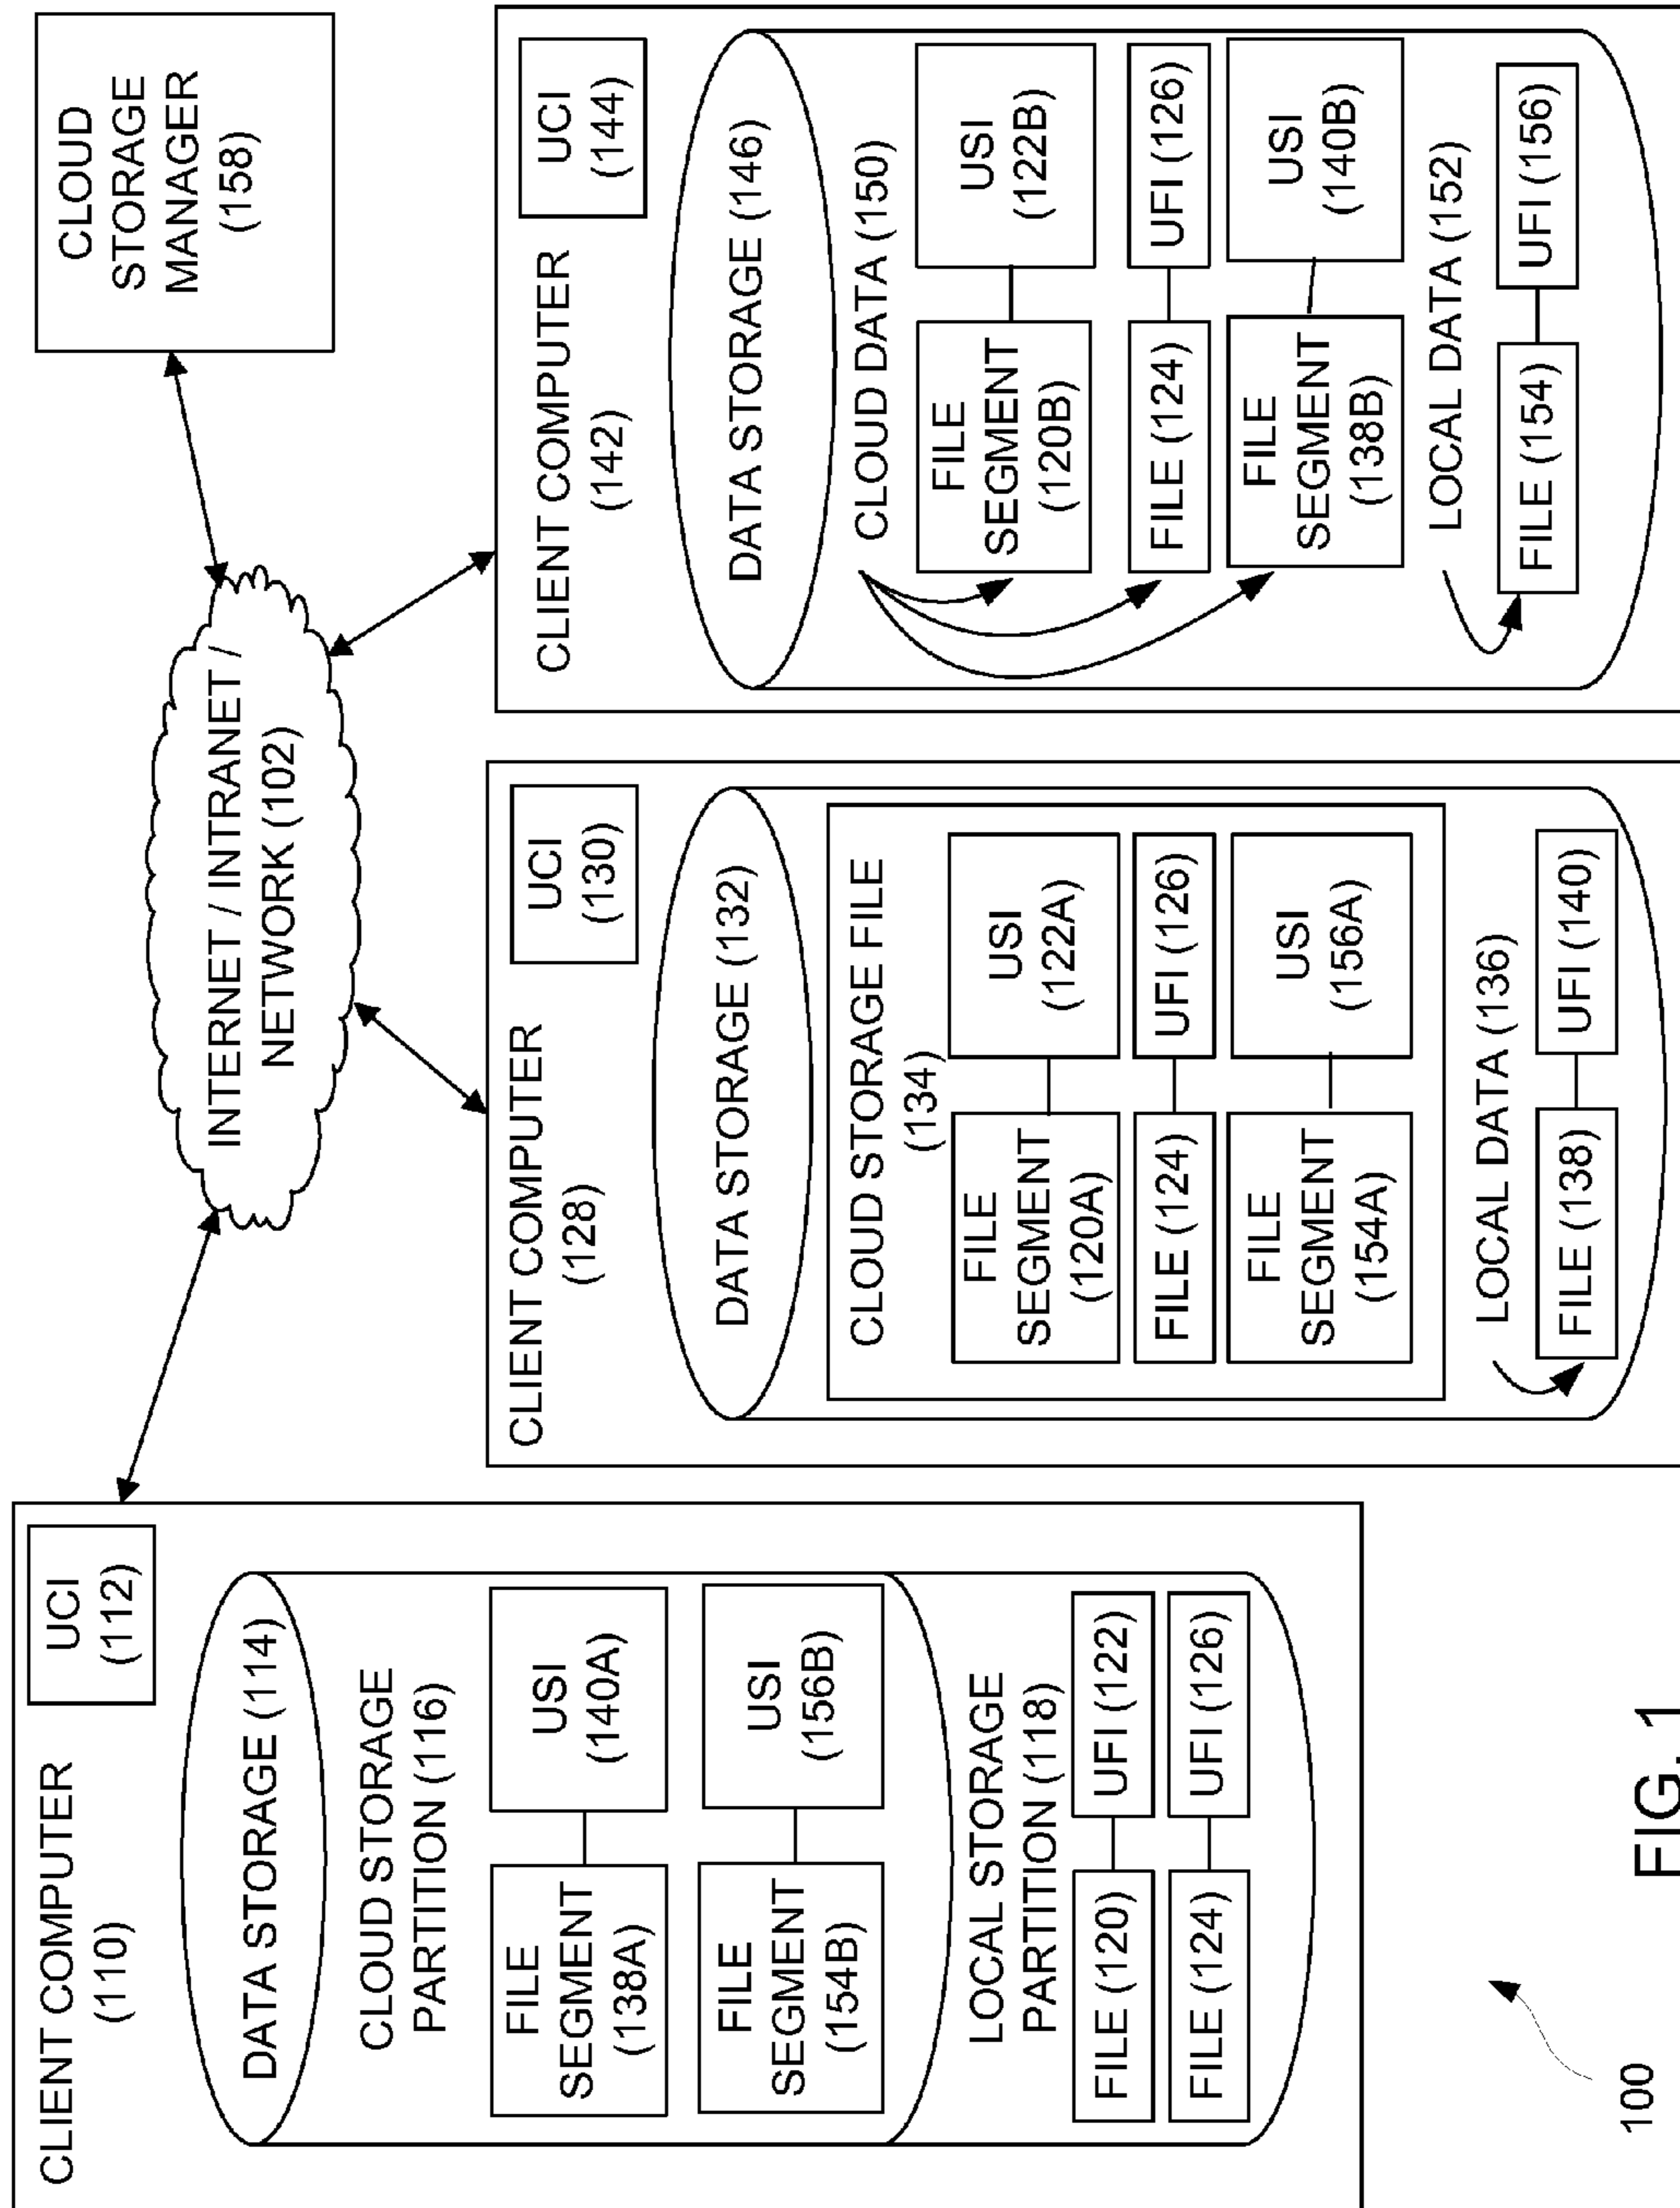 CLIENT COMPUTER
(110)
UCI
(112)
DATA STORAGE (114)
CLOUD STORAGE
PARTITION (116)
FILE
SEGMENT
(138A)
USI
(140A)
FILE
SEGMENT
(154B)
USI
(156B)
LOCAL STORAGE
PARTITION (118)
FILE (120)
UFI (122)
FILE (124)
UFI (126)
INTERNET / INTRANET /
NETWORK (102)
CLOUD
STORAGE
MANAGER
(158)
CLIENT COMPUTER
(128)
UCI
(130)
DATA STORAGE (132)
CLOUD STORAGE FILE
(134)
FILE
SEGMENT
(120A)
USI
(122A)
FILE (124)
UFI (126)
FILE
SEGMENT
(154A)
USI
(156A)
LOCAL DATA (136)
FILE (138)
UFI (140)
CLIENT COMPUTER
(142)
UCI
(144)
DATA STORAGE (146)
CLOUD DATA (150)
FILE
SEGMENT
(120B)
USI
(122B)
FILE (124)
UFI (126)
FILE
SEGMENT
(138B)
USI
(140B)
LOCAL DATA (152)
FILE (154)
UFI (156)
100
FIG. 1